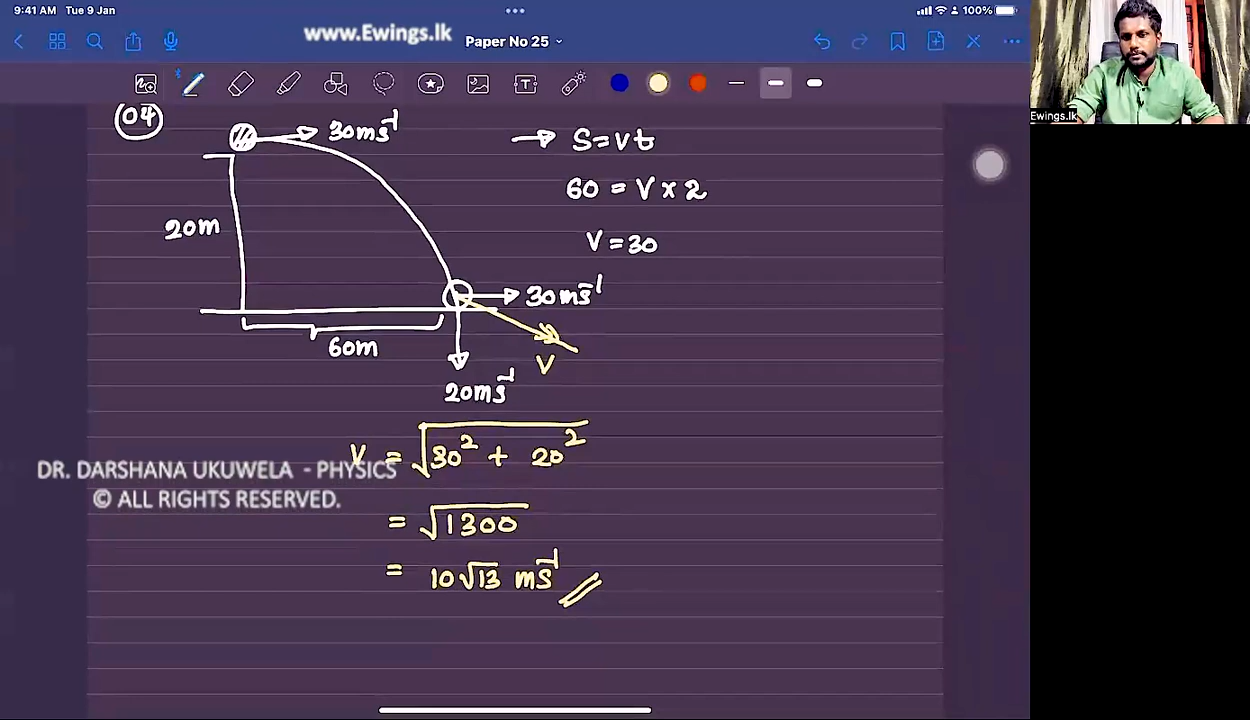 9:41 AM Tue 9 Jan
100%
www.Ewings.lk
Paper No 25
Ewings.lk
04
30ms⁻¹
S=vt
60 = V × 2
20m
V = 30
30ms⁻¹
60m
V
20ms⁻¹
V = √30² + 20²
DR. DARSHANA UKUWELA - PHYSICS
© ALL RIGHTS RESERVED.
= √1300
= 10√13 ms⁻¹